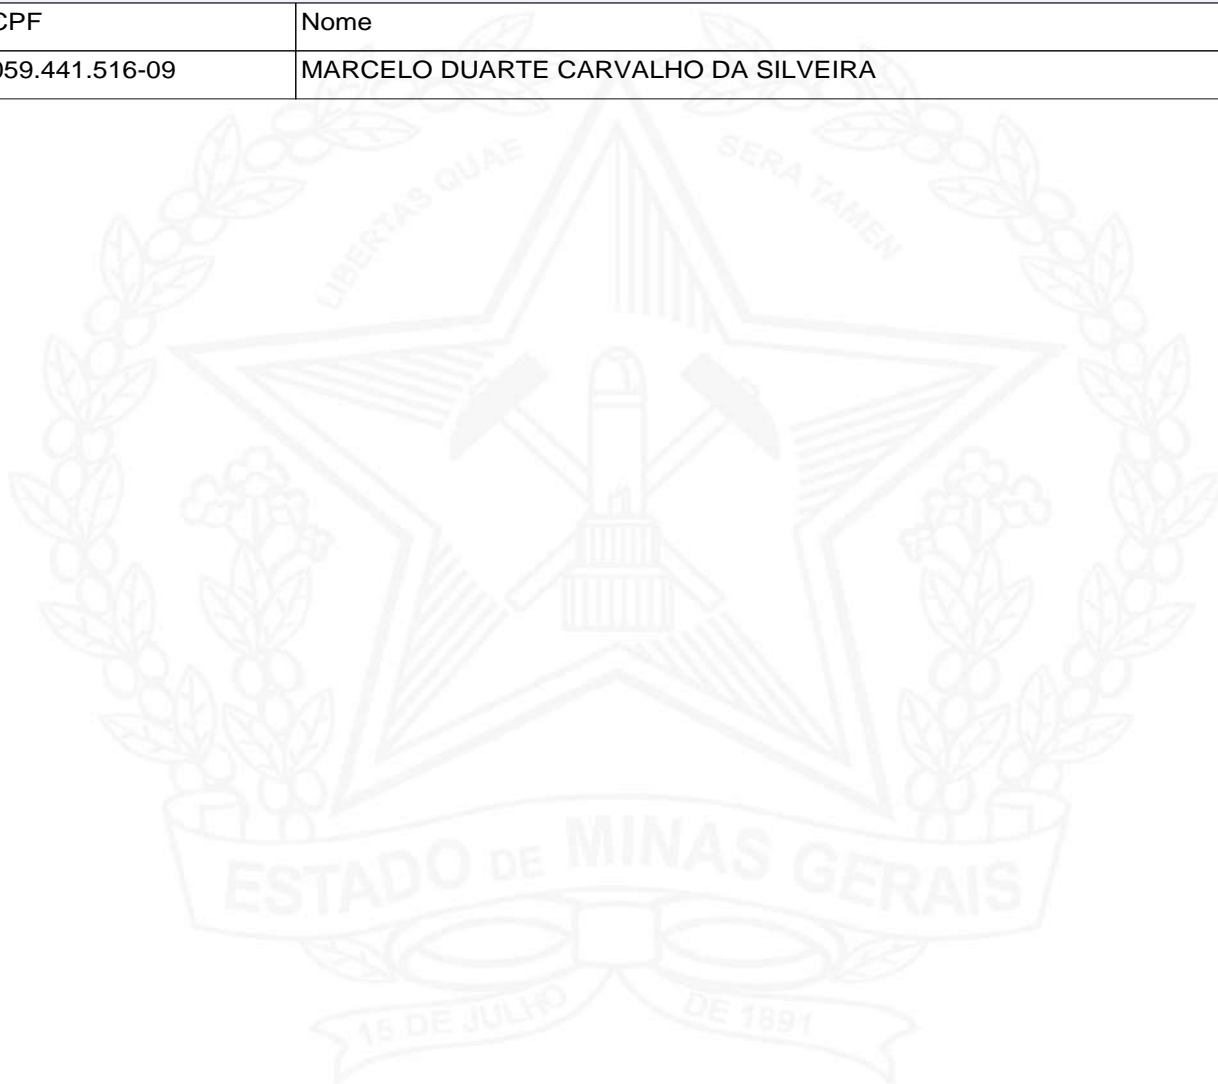 CPF Nome
059.441.516-09 MARCELO DUARTE CARVALHO DA SILVEIRA
LIBERTAS QUAE SERA TAMEN
ESTADO DE MINAS GERAIS
15 DE JULHO DE 1891